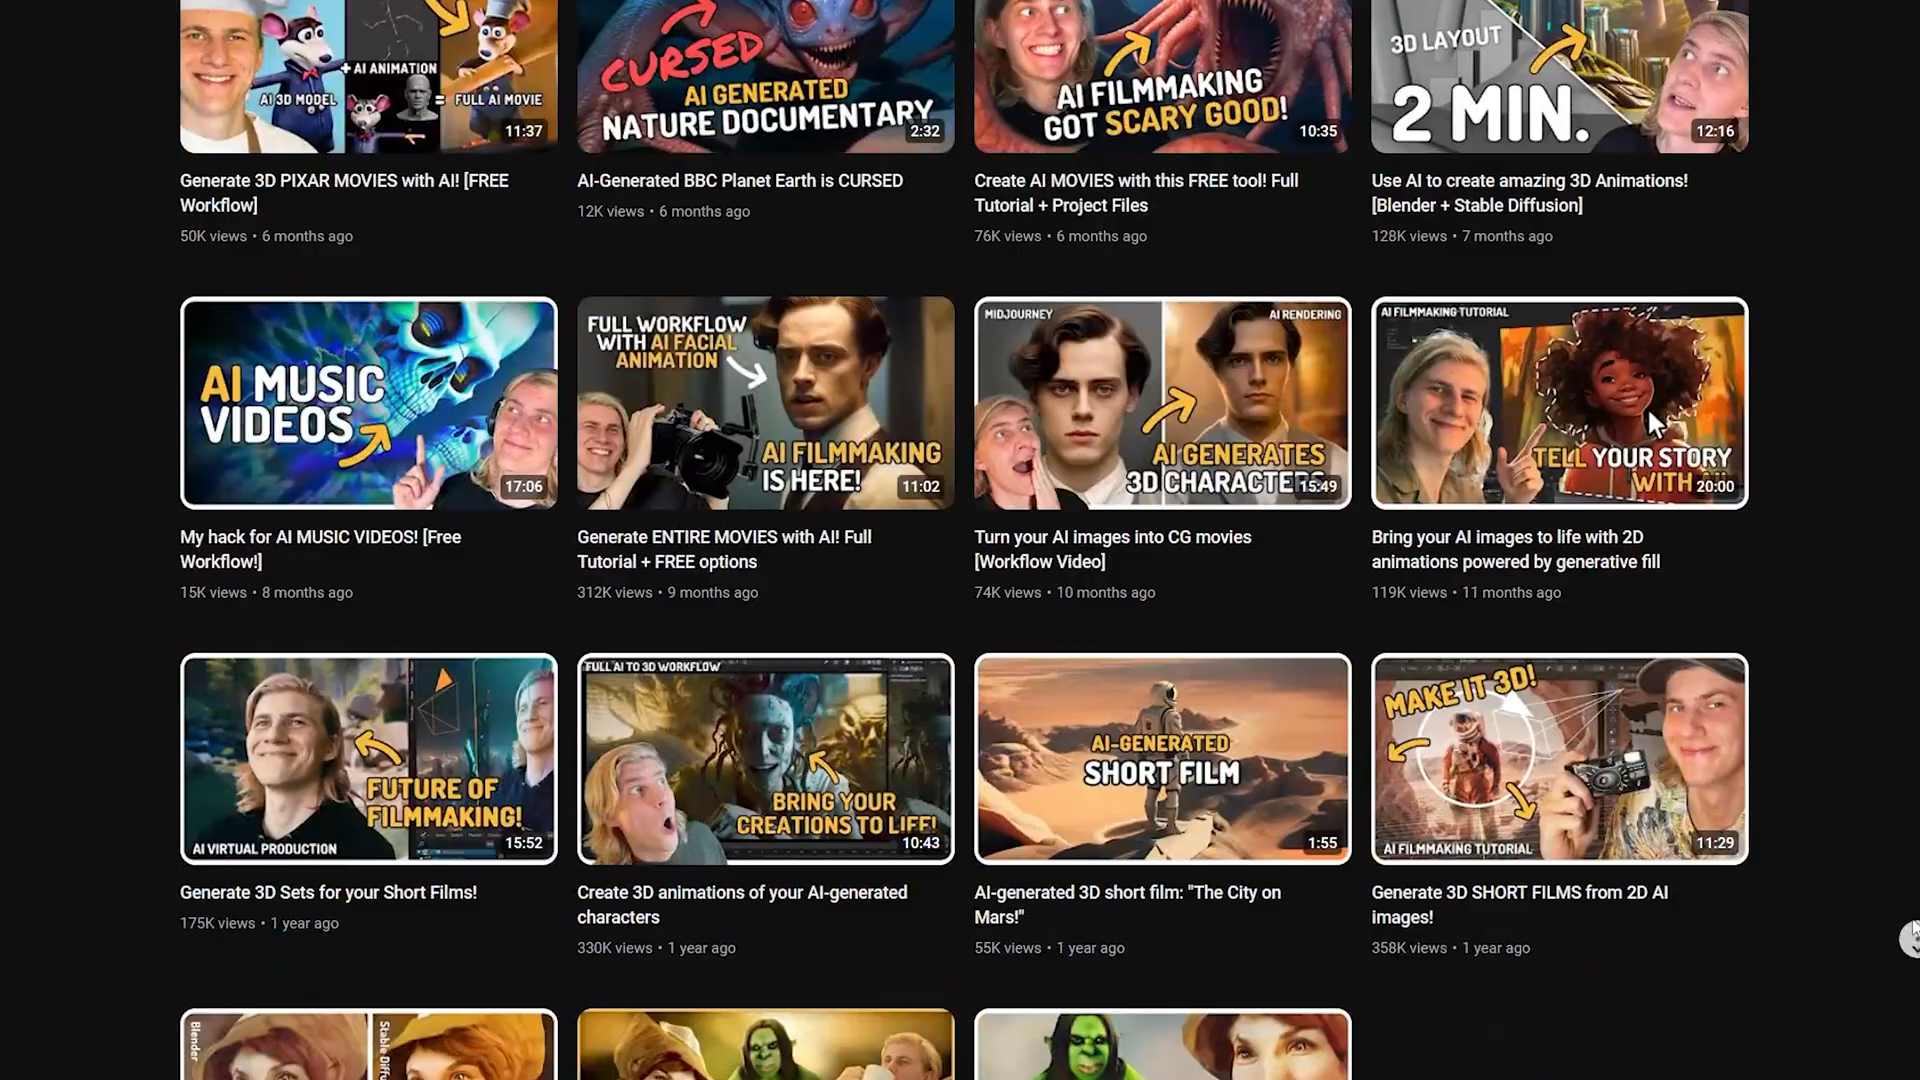 + AI ANIMATION
AI 3D MODEL
= FULL AI MOVIE
11:37
CURSED
AI GENERATED
NATURE DOCUMENTARY
2:32
AI FILMMAKING
GOT SCARY GOOD!
10:35
3D LAYOUT
2 MIN.
12:16
Generate 3D PIXAR MOVIES with AI! [FREE
Workflow]
50K views • 6 months ago
AI-Generated BBC Planet Earth is CURSED
12K views • 6 months ago
Create AI MOVIES with this FREE tool! Full
Tutorial + Project Files
76K views • 6 months ago
Use AI to create amazing 3D Animations!
[Blender + Stable Diffusion]
128K views • 7 months ago
AI MUSIC
VIDEOS
17:06
FULL WORKFLOW
WITH AI FACIAL
ANIMATION
AI FILMMAKING
IS HERE!
11:02
MIDJOURNEY
AI RENDERING
AI GENERATES
3D CHARACTE
15:49
AI FILMMAKING TUTORIAL
TELL YOUR STORY
WITH
20:00
My hack for AI MUSIC VIDEOS! [Free
Workflow!]
15K views • 8 months ago
Generate ENTIRE MOVIES with AI! Full
Tutorial + FREE options
312K views • 9 months ago
Turn your AI images into CG movies
[Workflow Video]
74K views • 10 months ago
Bring your AI images to life with 2D
animations powered by generative fill
119K views • 11 months ago
FUTURE OF
FILMMAKING!
AI VIRTUAL PRODUCTION
15:52
FULL AI TO 3D WORKFLOW
BRING YOUR
CREATIONS TO LIFE!
10:43
AI-GENERATED
SHORT FILM
1:55
MAKE IT 3D!
AI FILMMAKING TUTORIAL
11:29
Generate 3D Sets for your Short Films!
175K views • 1 year ago
Create 3D animations of your AI-generated
characters
330K views • 1 year ago
AI-generated 3D short film: "The City on
Mars!"
55K views • 1 year ago
Generate 3D SHORT FILMS from 2D AI
images!
358K views • 1 year ago
Blender
Stable Diffu